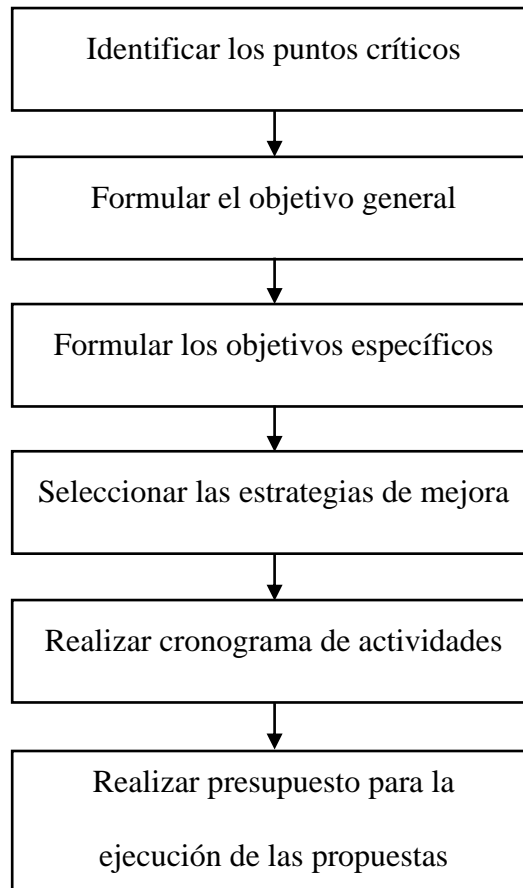 Identificar los puntos críticos
Formular el objetivo general
Formular los objetivos específicos
Seleccionar las estrategias de mejora
Realizar cronograma de actividades
Realizar presupuesto para la
ejecución de las propuestas